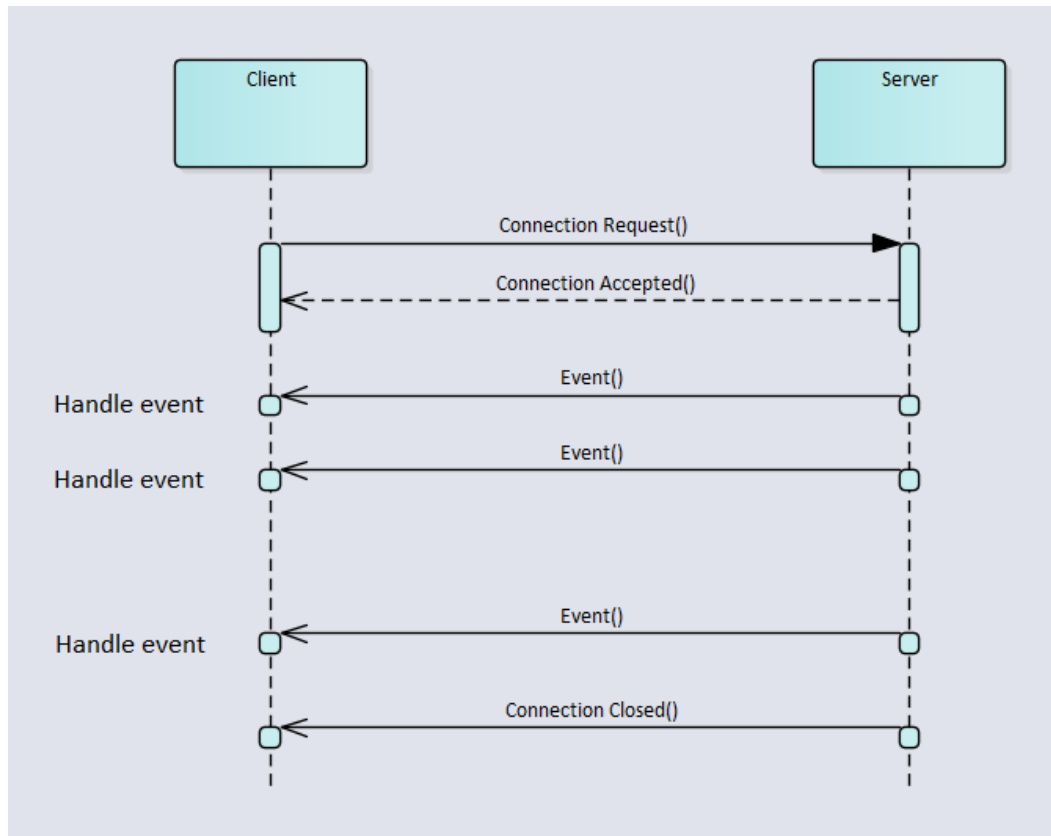 Client
Server
Connection Request()
Connection Accepted()
Event()
Handle event
Event()
Handle event
Event()
Handle event
Connection Closed()